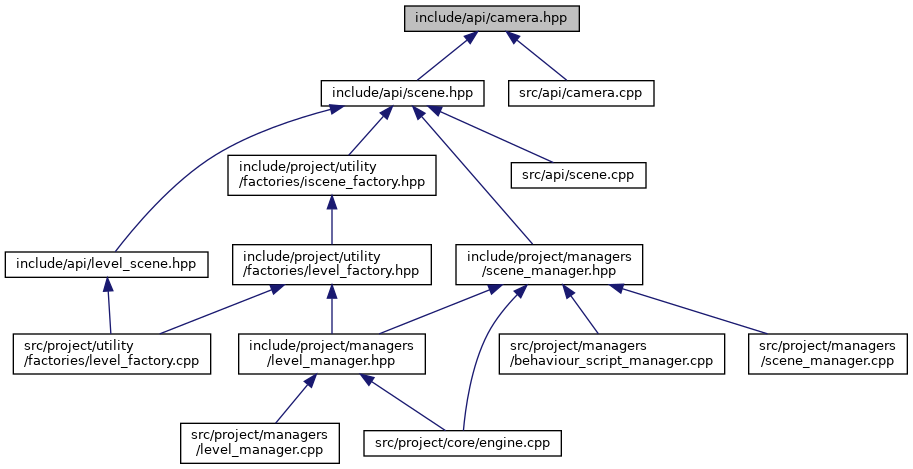 include/api/camera.hpp
include/api/scene.hpp
src/api/camera.cpp
include/project/utility
/factories/iscene_factory.hpp
src/api/scene.cpp
include/api/level_scene.hpp
include/project/utility
/factories/level_factory.hpp
include/project/managers
/scene_manager.hpp
src/project/utility
/factories/level_factory.cpp
include/project/managers
/level_manager.hpp
src/project/managers
/behaviour_script_manager.cpp
src/project/managers
/scene_manager.cpp
src/project/managers
/level_manager.cpp
src/project/core/engine.cpp